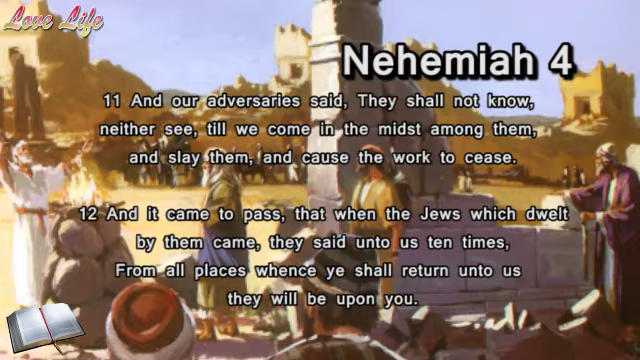 Love Life
Nehemiah 4
11 And our adversaries said, They shall not know,
neither see, till we come in the midst among them,
and slay them, and cause the work to cease.
12 And it came to pass, that when the Jews which dwelt
by them came, they said unto us ten times,
From all places whence ye shall return unto us
they will be upon you.